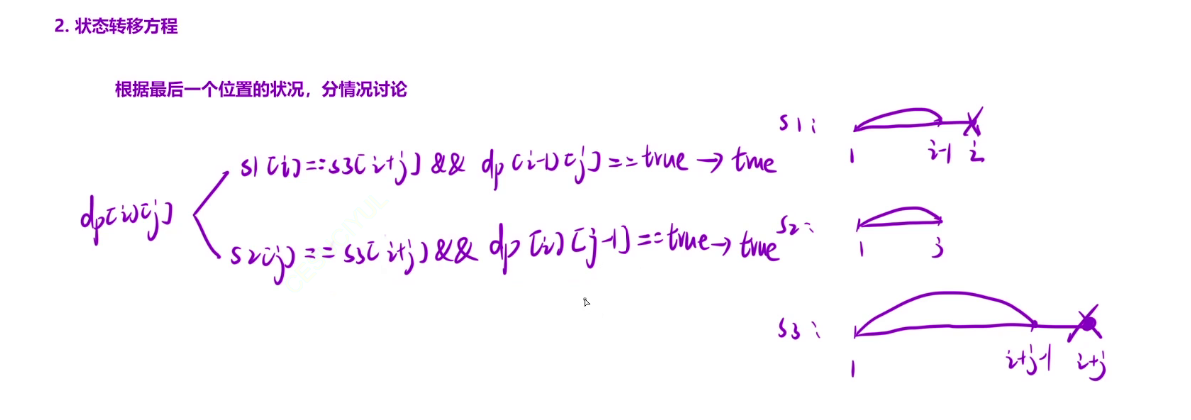 2. 状态转移方程
根据最后一个位置的状况，分情况讨论
dp[i][j]
s1[i]==s3[i+j] && dp[i-1][j]==true → true
s2[j]==s3[i+j] && dp[i][j-1]==true → true
s1:
1 i-1 i
s2:
1 j
s3:
1 i+j-1 i+j